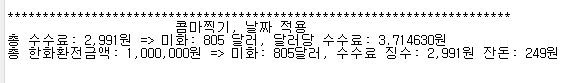 ************************************************************************
콤마찍기, 날짜 적용
총 수수료: 2,991원 => 미화: 805 달러, 달러당 수수료: 3.714630원
총 한화환전금액: 1,000,000원 => 미화: 805달러, 수수료 징수: 2,991원 잔돈: 249원